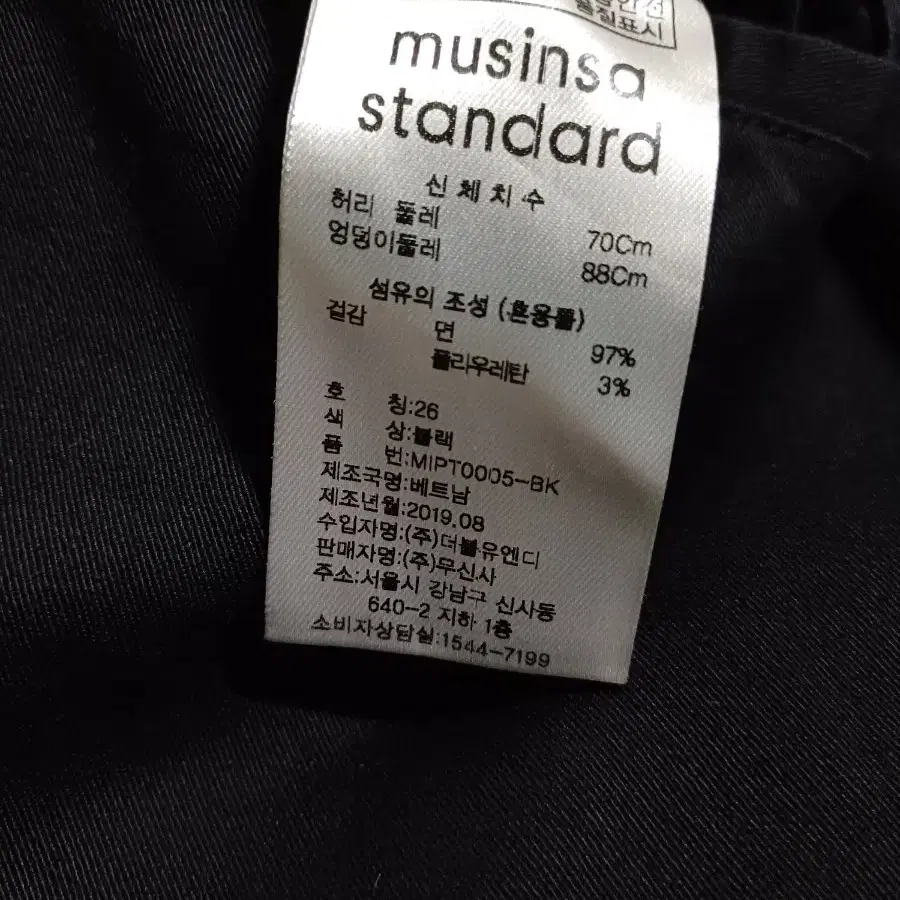 품질표시
musinsa
standard
신체치수
허리 둘레 70Cm
엉덩이둘레 88Cm
섬유의 조성 (혼용률)
겉감 면 97%
폴리우레탄 3%
호 칭:26
색 상:블랙
품 번:MIPT0005-BK
제조국명:베트남
제조년월:2019.08
수입자명:(주)더블유엔디
판매자명:(주)무신사
주소:서울시 강남구 신사동
640-2 지하 1층
소비자상담실:1544-7199